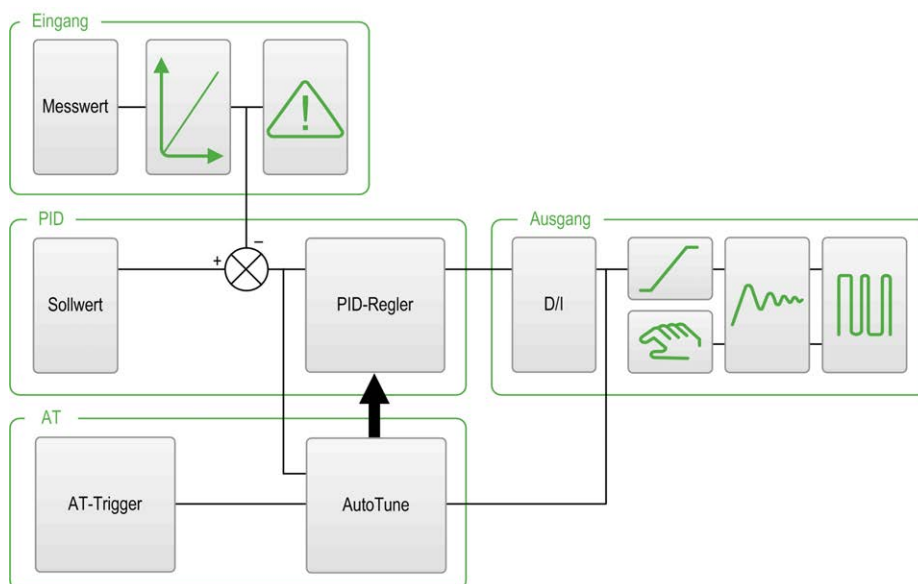 Eingang
Messwert
PID
Ausgang
−
+
Sollwert
PID-Regler
D/I
AT
AT-Trigger
AutoTune